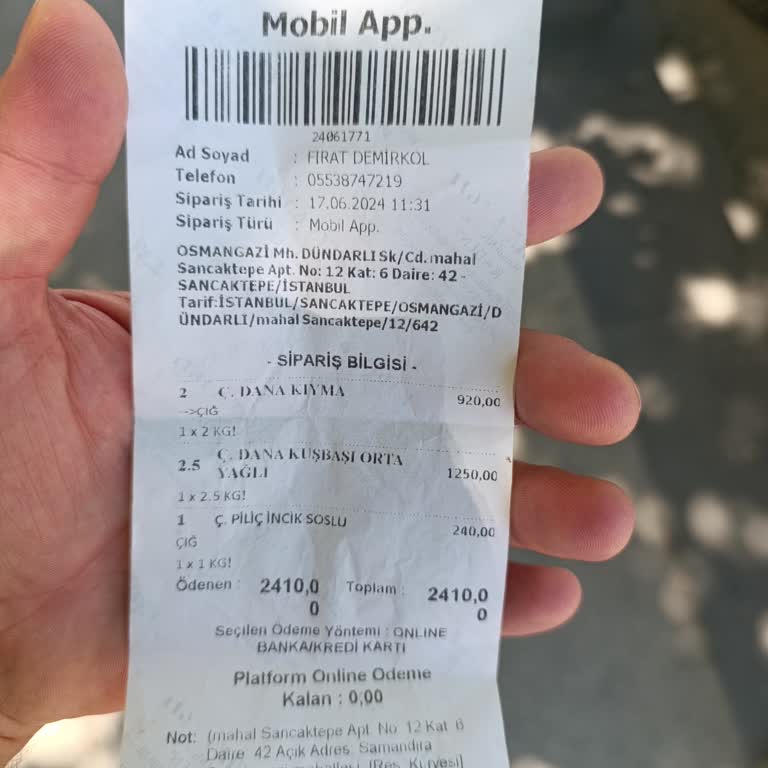 Mobil App.
24061771
Ad Soyad : FIRAT DEMİRKOL
Telefon : 05538747219
Sipariş Tarihi : 17.06.2024 11:31
Sipariş Türü : Mobil App.
OSMANGAZİ Mh. DÜNDARLI Sk/Cd. mahal
Sancaktepe Apt. No: 12 Kat: 6 Daire: 42 -
SANCAKTEPE/İSTANBUL
Tarif:İSTANBUL/SANCAKTEPE/OSMANGAZİ/D
ÜNDARLI/mahal Sancaktepe/12/642
- SİPARİŞ BİLGİSİ -
2 Ç. DANA KIYMA 920,00
-->ÇİĞ
1 x 2 KG!
2.5 Ç. DANA KUŞBAŞI ORTA
YAĞLI 1250,00
1 x 2.5 KG!
1 Ç. PİLİÇ İNCİK SOSLU 240,00
ÇİĞ
1 x 1 KG!
Ödenen : 2410,0 Toplam : 2410,0
0 0
Seçilen Ödeme Yöntemi : ONLINE
BANKA/KREDİ KARTI
Platform Online Ödeme
Kalan : 0,00
Not: (mahal Sancaktepe Apt. No 12 Kat 6
Daire 42 Açık Adres: Samandıra